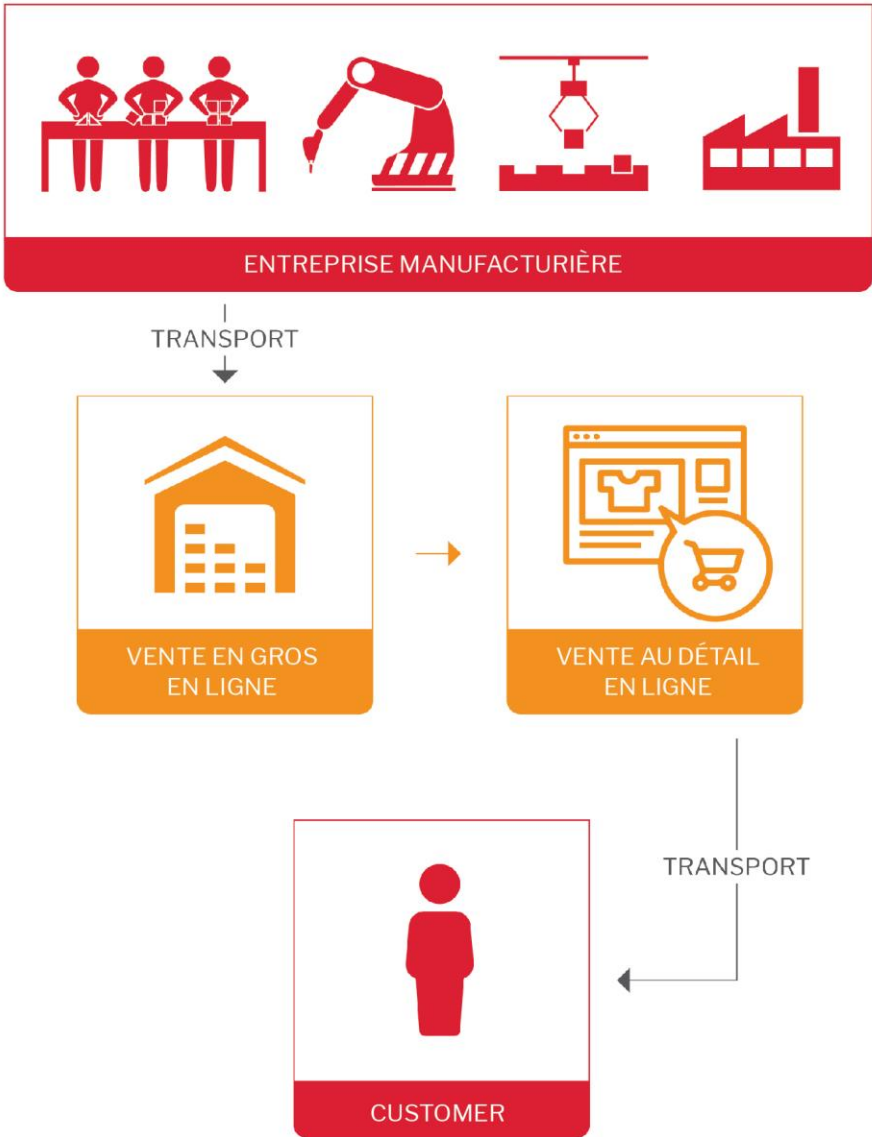 ENTREPRISE MANUFACTURIÈRE
TRANSPORT
VENTE EN GROS
EN LIGNE
VENTE AU DÉTAIL
EN LIGNE
TRANSPORT
CUSTOMER